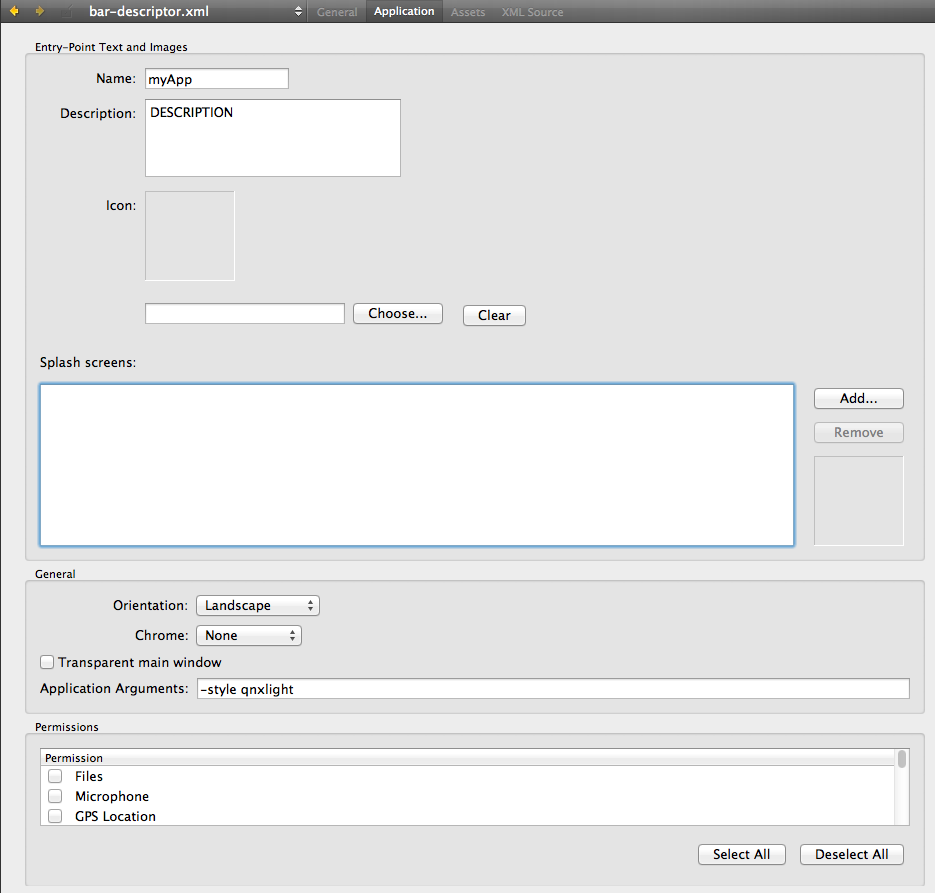 bar-descriptor.xml General Application Assets XML Source
Entry-Point Text and Images
Name: myApp
Description: DESCRIPTION
Icon:
Choose... Clear
Splash screens:
Add...
Remove
General
Orientation: Landscape
Chrome: None
Transparent main window
Application Arguments: -style qnxlight
Permissions
Permission
Files
Microphone
GPS Location
Select All Deselect All